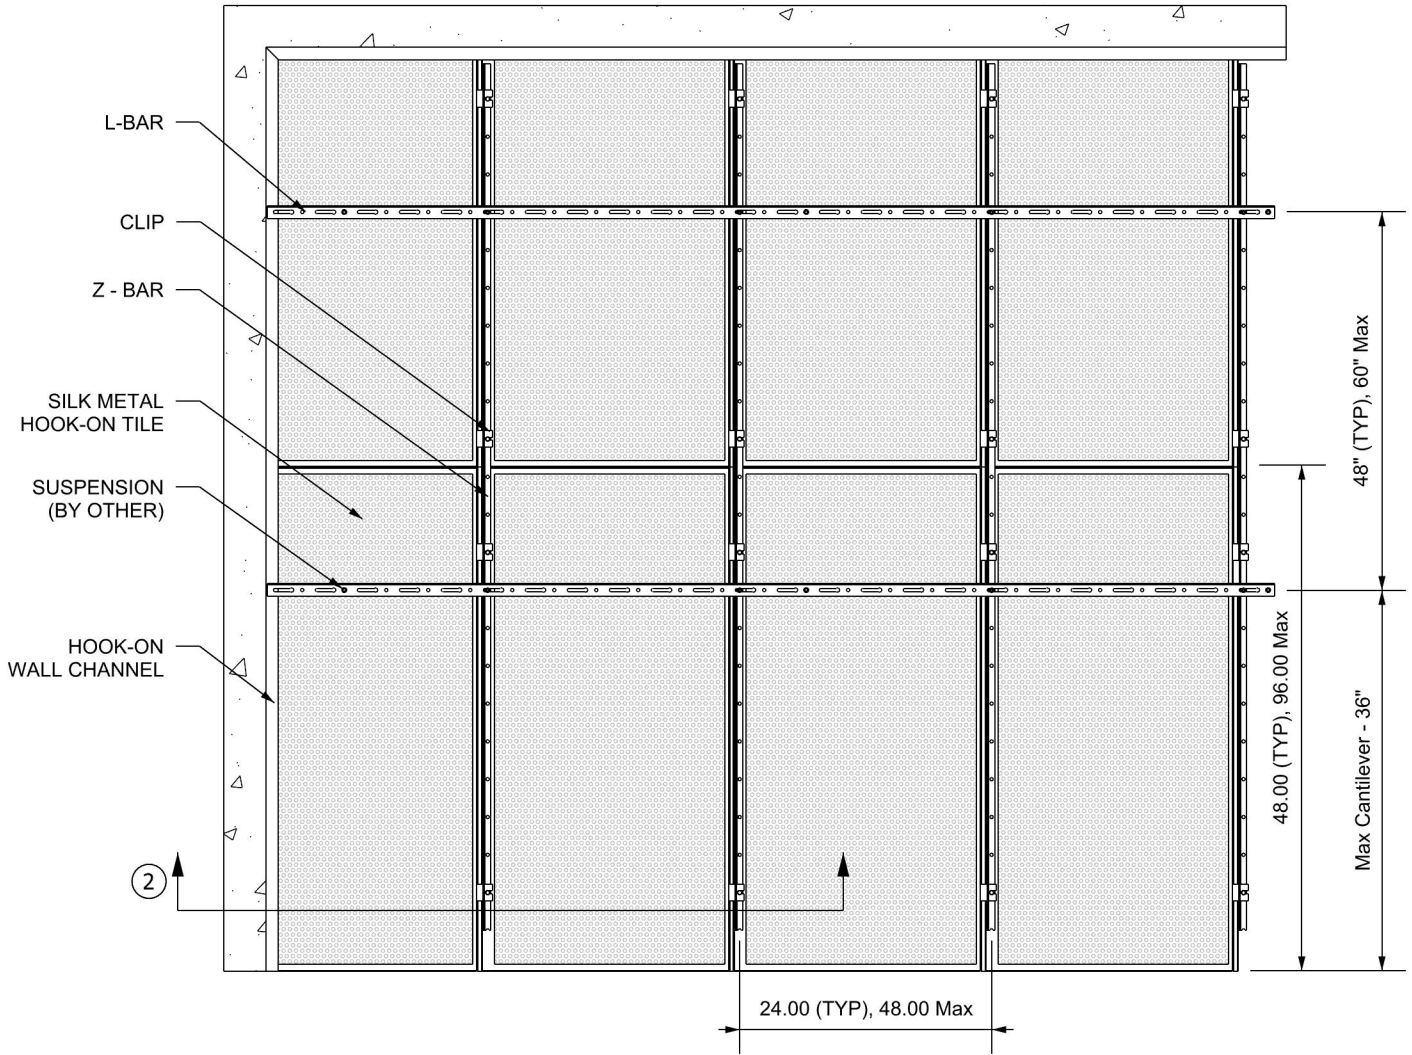 L-BAR
CLIP
Z - BAR
SILK METAL
HOOK-ON TILE
SUSPENSION
(BY OTHER)
HOOK-ON
WALL CHANNEL
2
48" (TYP), 60" Max
48.00 (TYP), 96.00 Max
Max Cantilever - 36"
24.00 (TYP), 48.00 Max